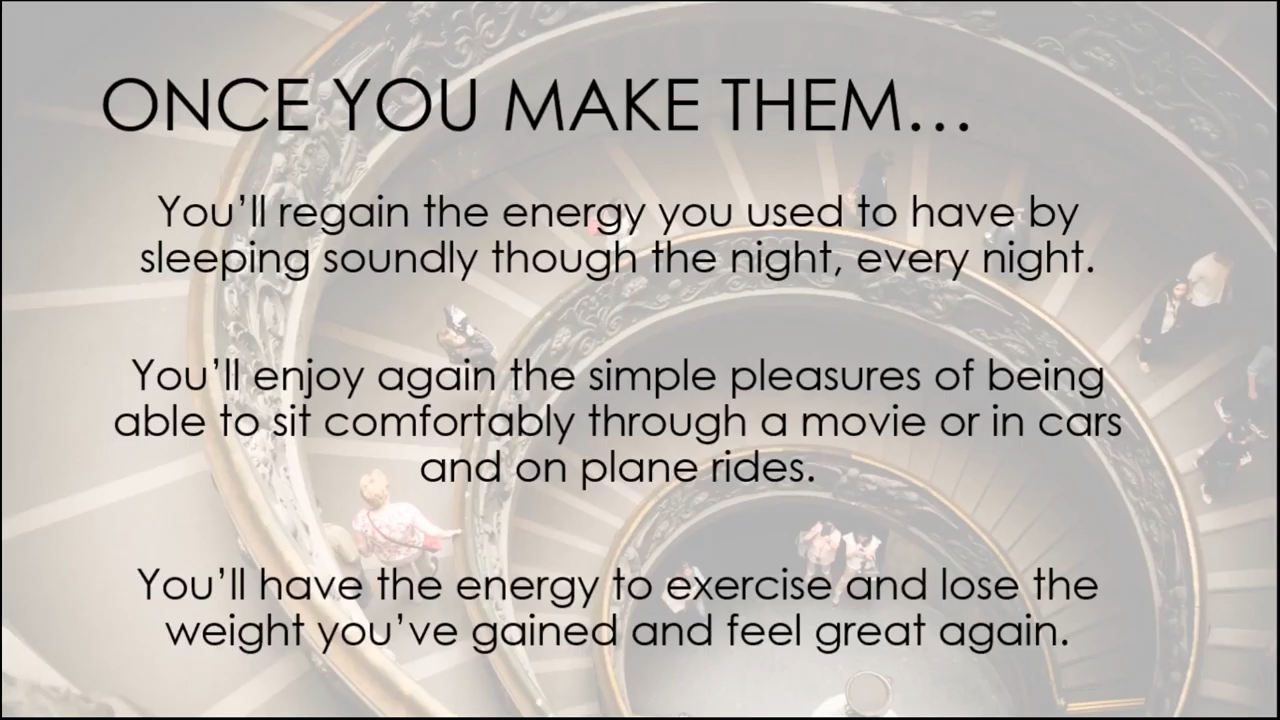 ONCE YOU MAKE THEM...
You'll regain the energy you used to have by
sleeping soundly though the night, every night.
You'll enjoy again the simple pleasures of being
able to sit comfortably through a movie or in cars
and on plane rides.
You'll have the energy to exercise and lose the
weight you've gained and feel great again.